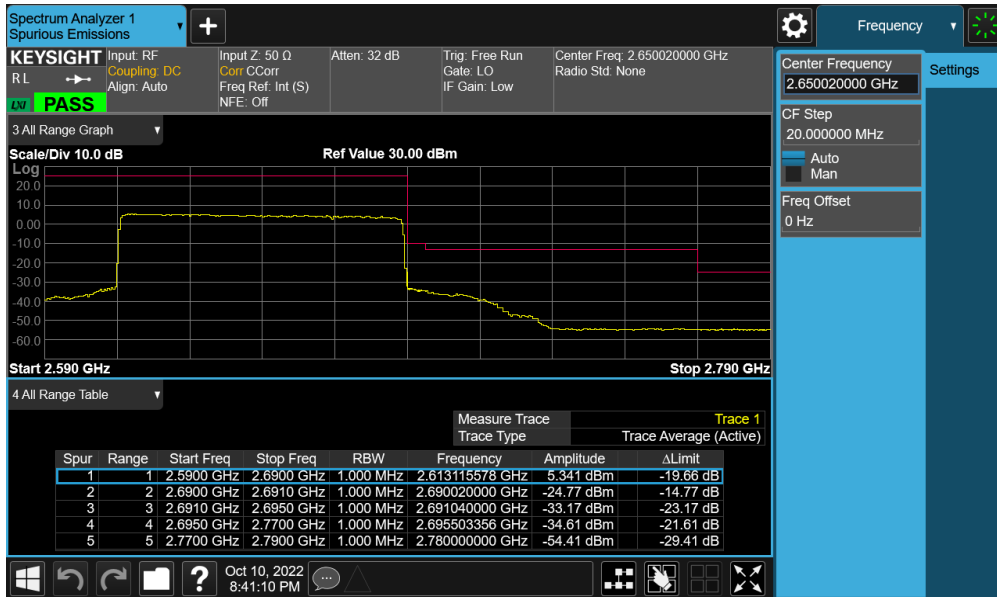 Spectrum Analyzer 1
Spurious Emissions
+
Frequency
KEYSIGHT
R L
LXI
PASS
Input: RF
Coupling: DC
Align: Auto
Input Z: 50 Ω
Corr CCorr
Freq Ref: Int (S)
NFE: Off
Atten: 32 dB
Trig: Free Run
Gate: LO
IF Gain: Low
Center Freq: 2.650020000 GHz
Radio Std: None
Center Frequency
2.650020000 GHz
Settings
CF Step
20.000000 MHz
Auto
Man
Freq Offset
0 Hz
3 All Range Graph
Scale/Div 10.0 dB
Ref Value 30.00 dBm
Log
20.0
10.0
0.00
-10.0
-20.0
-30.0
-40.0
-50.0
-60.0
Start 2.590 GHz
Stop 2.790 GHz
4 All Range Table
Measure Trace Trace 1
Trace Type Trace Average (Active)
Spur Range Start Freq Stop Freq RBW Frequency Amplitude ΔLimit
1 1 2.5900 GHz 2.6900 GHz 1.000 MHz 2.613115578 GHz 5.341 dBm -19.66 dB
2 2 2.6900 GHz 2.6910 GHz 1.000 MHz 2.690020000 GHz -24.77 dBm -14.77 dB
3 3 2.6910 GHz 2.6950 GHz 1.000 MHz 2.691040000 GHz -33.17 dBm -23.17 dB
4 4 2.6950 GHz 2.7700 GHz 1.000 MHz 2.695503356 GHz -34.61 dBm -21.61 dB
5 5 2.7700 GHz 2.7900 GHz 1.000 MHz 2.780000000 GHz -54.41 dBm -29.41 dB
?
Oct 10, 2022
8:41:10 PM